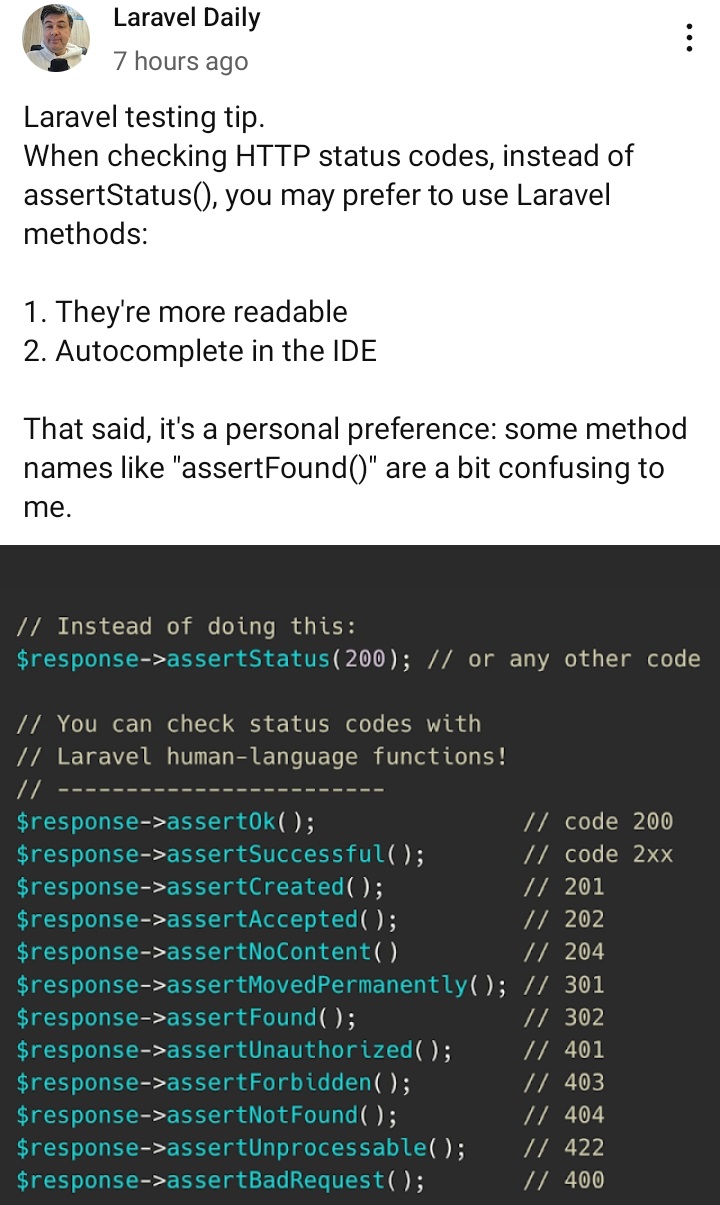 Laravel Daily
7 hours ago
Laravel testing tip.
When checking HTTP status codes, instead of
assertStatus(), you may prefer to use Laravel
methods:
1. They're more readable
2. Autocomplete in the IDE
That said, it's a personal preference: some method
names like "assertFound()" are a bit confusing to
me.
// Instead of doing this:
$response->assertStatus(200); // or any other code
// You can check status codes with
// Laravel human-language functions!
// ------------------------
$response->assertOk(); // code 200
$response->assertSuccessful(); // code 2xx
$response->assertCreated(); // 201
$response->assertAccepted(); // 202
$response->assertNoContent() // 204
$response->assertMovedPermanently(); // 301
$response->assertFound(); // 302
$response->assertUnauthorized(); // 401
$response->assertForbidden(); // 403
$response->assertNotFound(); // 404
$response->assertUnprocessable(); // 422
$response->assertBadRequest(); // 400